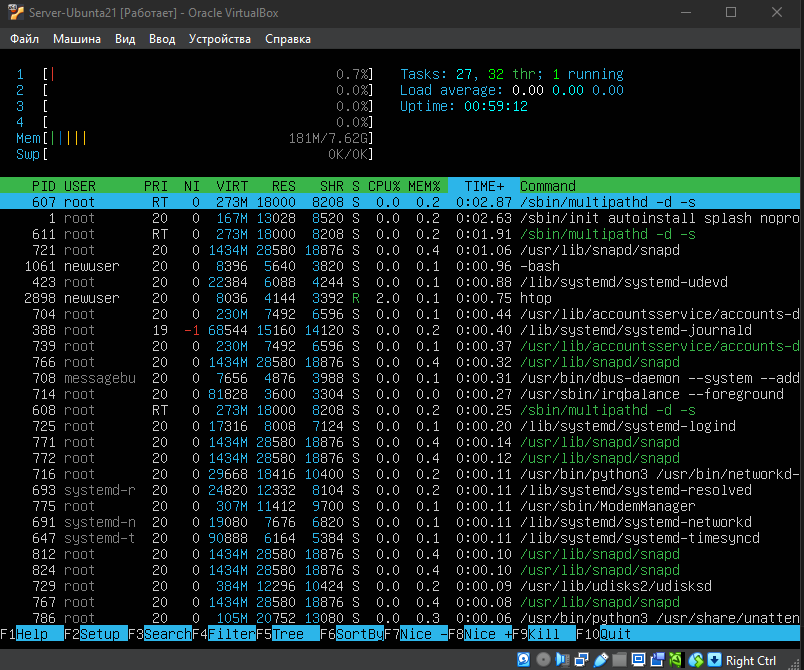 Server-Ubunta21 [Работает] - Oracle VirtualBox
Файл Машина Вид Ввод Устройства Справка
1 [| 0.7%] Tasks: 27, 32 thr; 1 running
2 [ 0.0%] Load average: 0.00 0.00 0.00
3 [ 0.0%] Uptime: 00:59:12
4 [ 0.0%]
Mem[||||| 181M/7.62G]
Swp[ 0K/0K]
PID USER PRI NI VIRT RES SHR S CPU% MEM% TIME+ Command
607 root RT 0 273M 18000 8208 S 0.0 0.2 0:02.87 /sbin/multipathd -d -s
1 root 20 0 167M 13028 8520 S 0.0 0.2 0:02.63 /sbin/init autoinstall splash nopro
611 root RT 0 273M 18000 8208 S 0.0 0.2 0:01.91 /sbin/multipathd -d -s
721 root 20 0 1434M 28580 18876 S 0.0 0.4 0:01.06 /usr/lib/snapd/snapd
1061 newuser 20 0 8396 5640 3820 S 0.0 0.1 0:00.96 -bash
423 root 20 0 22384 6088 4244 S 0.0 0.1 0:00.88 /lib/systemd/systemd-udevd
2898 newuser 20 0 8036 4144 3392 R 2.0 0.1 0:00.75 htop
704 root 20 0 230M 7492 6596 S 0.0 0.1 0:00.44 /usr/lib/accountsservice/accounts-d
388 root 19 -1 68544 15160 14120 S 0.0 0.2 0:00.40 /lib/systemd/systemd-journald
739 root 20 0 230M 7492 6596 S 0.0 0.1 0:00.37 /usr/lib/accountsservice/accounts-d
766 root 20 0 1434M 28580 18876 S 0.0 0.4 0:00.32 /usr/lib/snapd/snapd
708 messagebu 20 0 7656 4876 3988 S 0.0 0.1 0:00.31 /usr/bin/dbus-daemon --system --add
714 root 20 0 81828 3600 3304 S 0.0 0.0 0:00.27 /usr/sbin/irqbalance --foreground
608 root RT 0 273M 18000 8208 S 0.0 0.2 0:00.25 /sbin/multipathd -d -s
725 root 20 0 17316 8008 7124 S 0.0 0.1 0:00.20 /lib/systemd/systemd-logind
771 root 20 0 1434M 28580 18876 S 0.0 0.4 0:00.14 /usr/lib/snapd/snapd
772 root 20 0 1434M 28580 18876 S 0.0 0.4 0:00.12 /usr/lib/snapd/snapd
716 root 20 0 29668 18416 10400 S 0.0 0.2 0:00.11 /usr/bin/python3 /usr/bin/networkd-
693 systemd-r 20 0 24820 12332 8104 S 0.0 0.2 0:00.11 /lib/systemd/systemd-resolved
775 root 20 0 307M 11412 9700 S 0.0 0.1 0:00.11 /usr/sbin/ModemManager
691 systemd-n 20 0 19080 7676 6820 S 0.0 0.1 0:00.11 /lib/systemd/systemd-networkd
647 systemd-t 20 0 90888 6164 5384 S 0.0 0.1 0:00.11 /lib/systemd/systemd-timesyncd
812 root 20 0 1434M 28580 18876 S 0.0 0.4 0:00.10 /usr/lib/snapd/snapd
824 root 20 0 1434M 28580 18876 S 0.0 0.4 0:00.10 /usr/lib/snapd/snapd
729 root 20 0 384M 12296 10424 S 0.0 0.2 0:00.09 /usr/lib/udisks2/udisksd
767 root 20 0 1434M 28580 18876 S 0.0 0.4 0:00.08 /usr/lib/snapd/snapd
786 root 20 0 105M 20752 13080 S 0.0 0.3 0:00.06 /usr/bin/python3 /usr/share/unatten
F1Help F2Setup F3SearchF4FilterF5Tree F6SortByF7Nice -F8Nice +F9Kill F10Quit
Right Ctrl